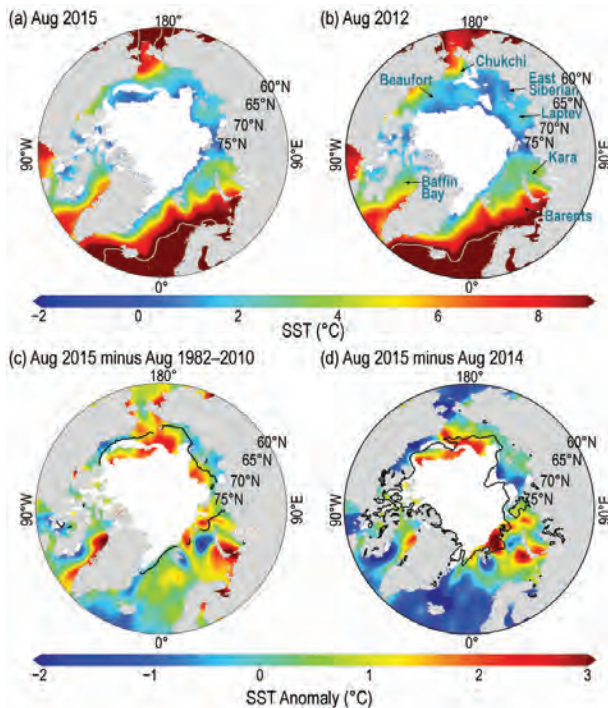 (a) Aug 2015
180°
60°N
65°N
70°N
75°N
90°W
90°E
0°
(b) Aug 2012
180°
Chukchi
Beaufort
East
Siberian
60°N
65°N
Laptev
70°N
75°N
90°W
90°E
Kara
Baffin
Bay
Barents
0°
−2 0 2 4 6 8
SST (°C)
(c) Aug 2015 minus Aug 1982–2010
180°
60°N
65°N
70°N
75°N
90°W
90°E
0°
(d) Aug 2015 minus Aug 2014
180°
60°N
65°N
70°N
75°N
90°W
90°E
0°
−2 −1 0 1 2 3
SST Anomaly (°C)